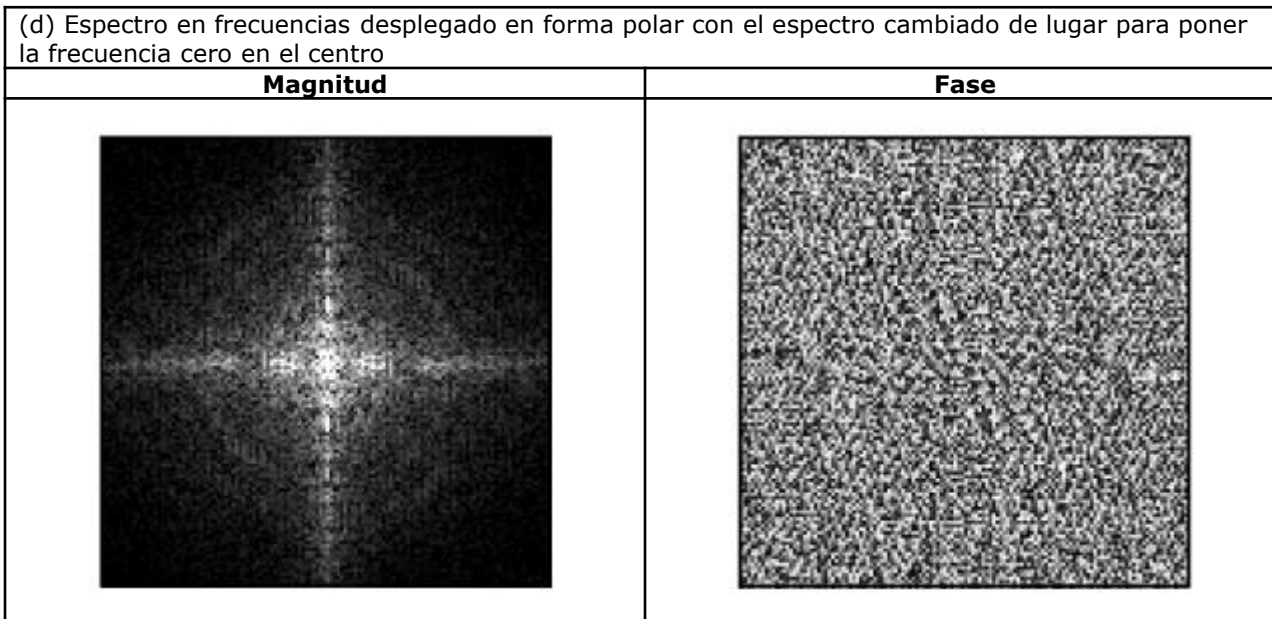 (d) Espectro en frecuencias desplegado en forma polar con el espectro cambiado de lugar para poner
la frecuencia cero en el centro
Magnitud
Fase